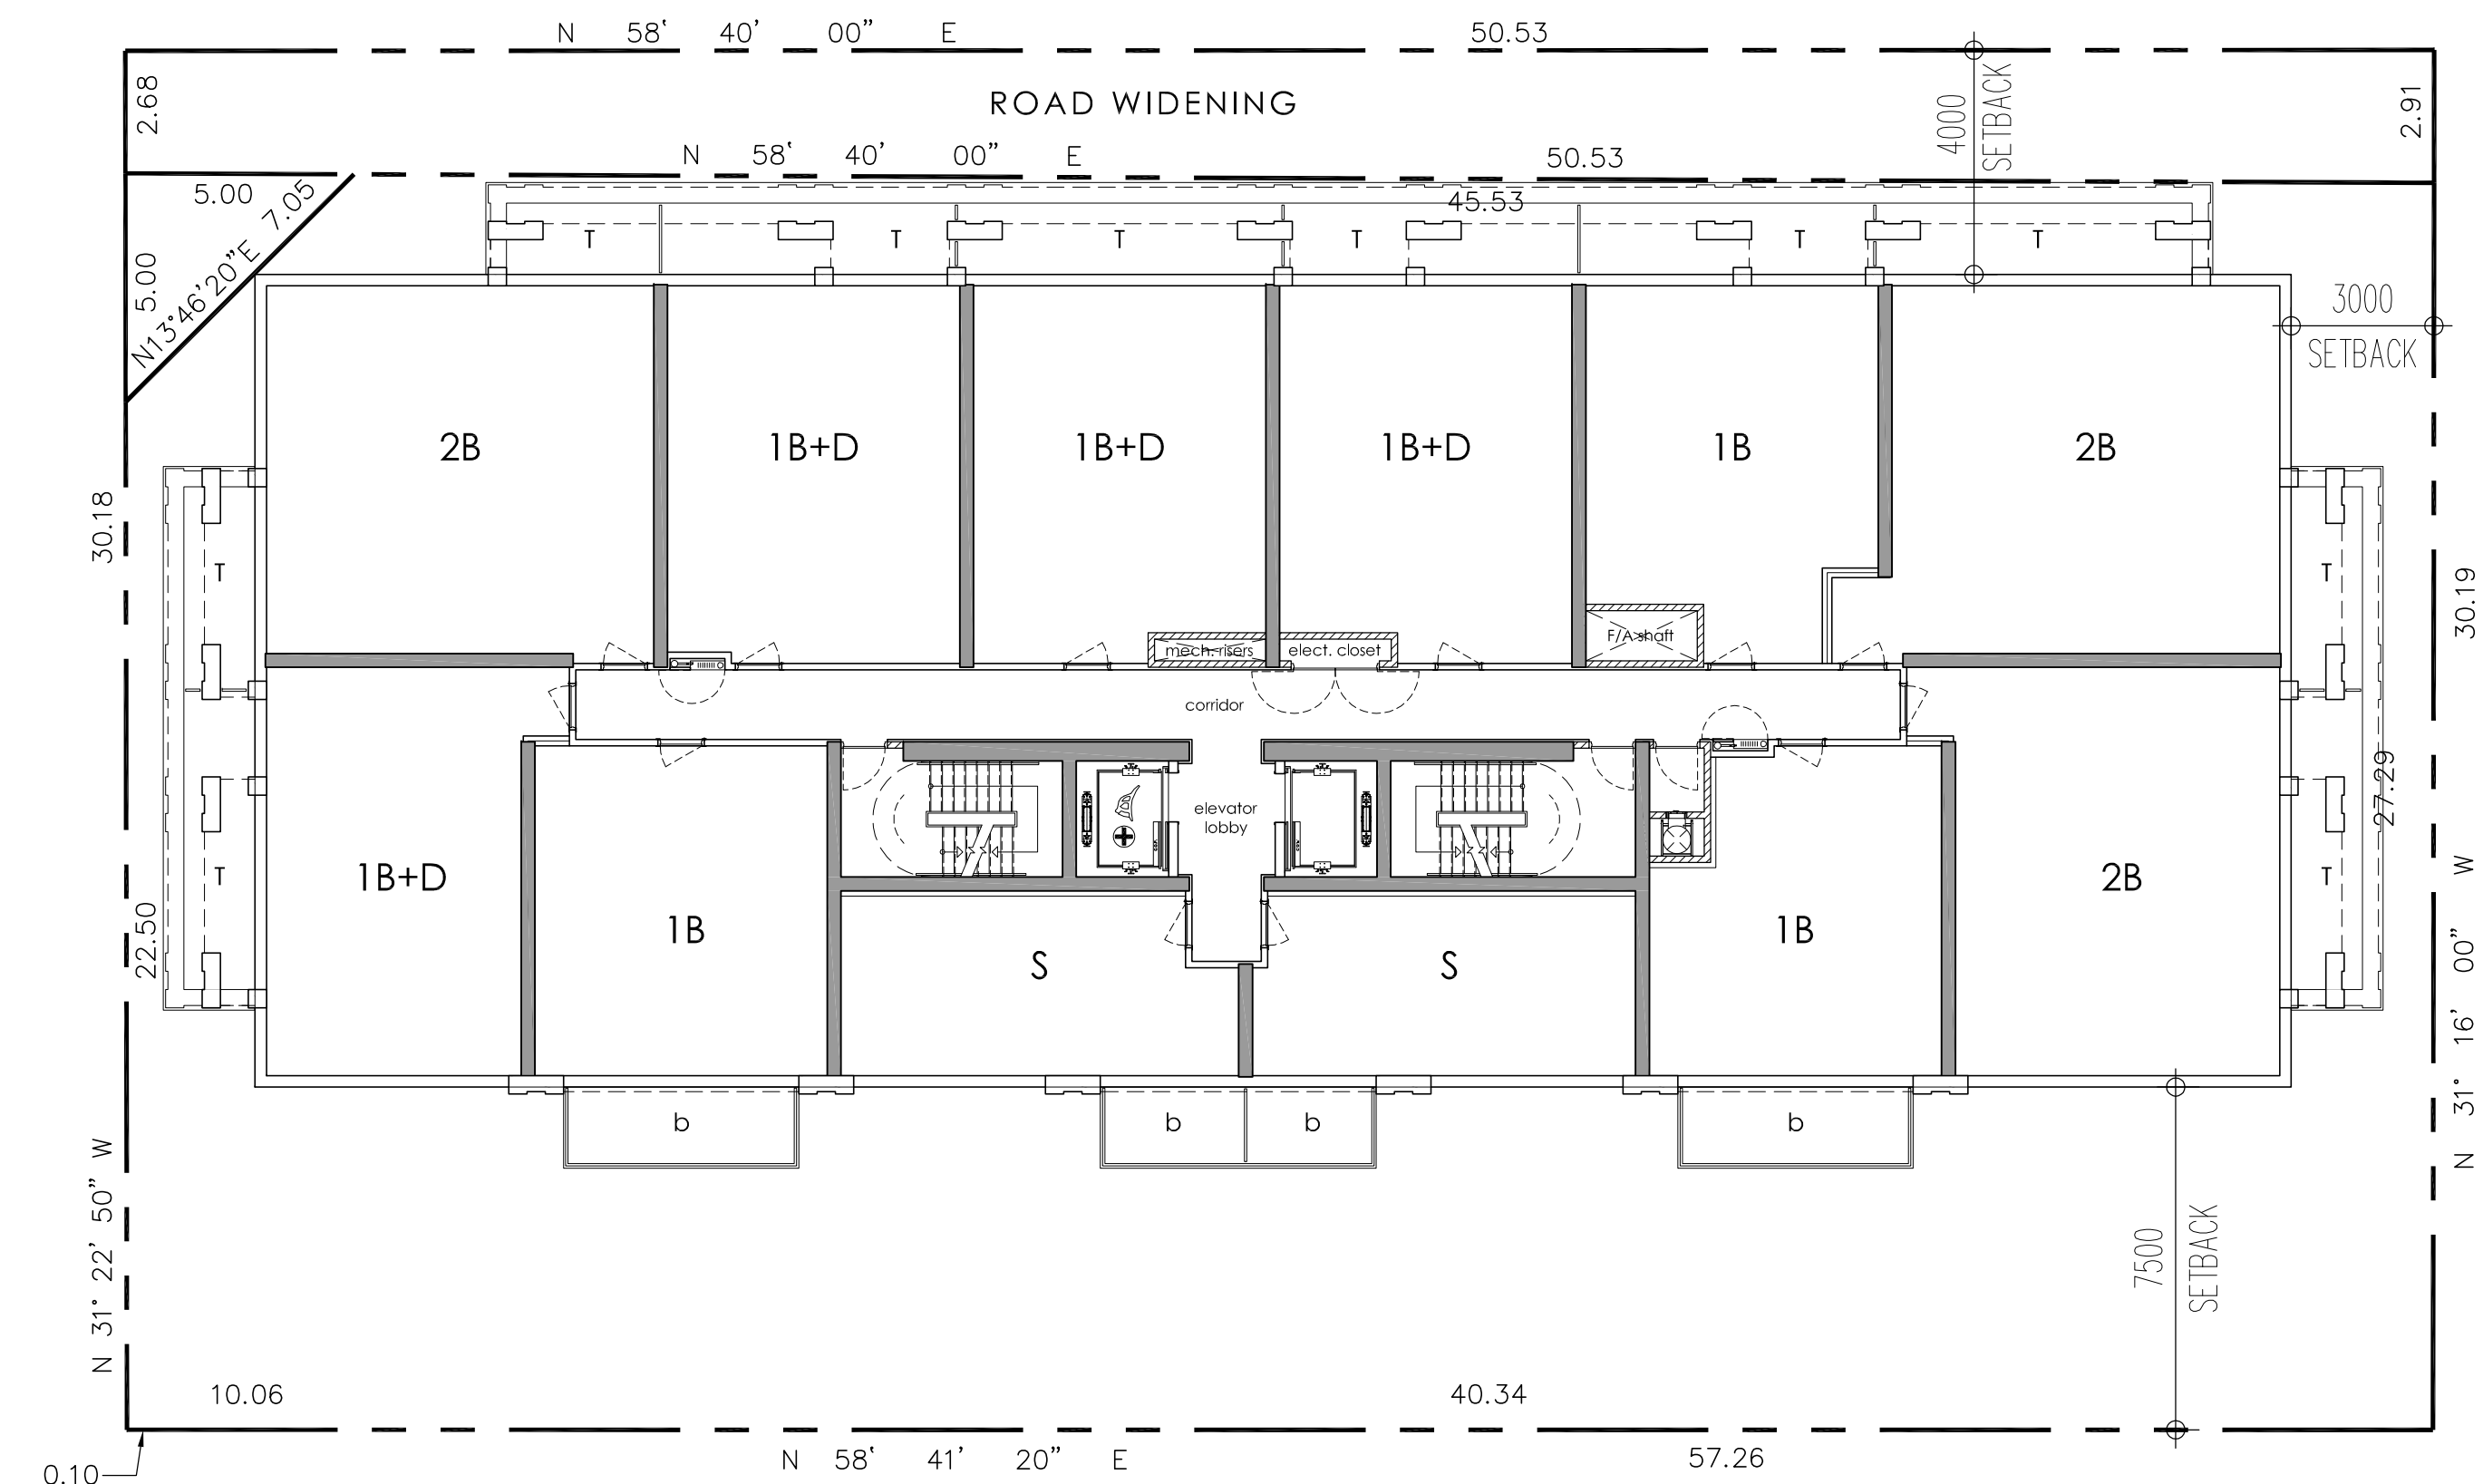 N 58‘ 40’ 00” E 50.53
ROAD WIDENING
2.68
4000
SETBACK
2.91
N 58‘ 40’ 00” E 50.53
5.00
7.05
5.00
N13°46’20”E
45.53
T T T T T T
3000
SETBACK
2B 1B+D 1B+D 1B+D 1B 2B
30.18
T
T
30.19
F/A shaft
mech. risers elect. closet
corridor
elevator
lobby
27.29
1B+D
1B
S
S
1B
2B
T
T
22.50
N 31° 16’ 00” W
b b b b
N 31° 22’ 50” W
7500
SETBACK
10.06 40.34
N 58‘ 41’ 20” E 57.26
0.10